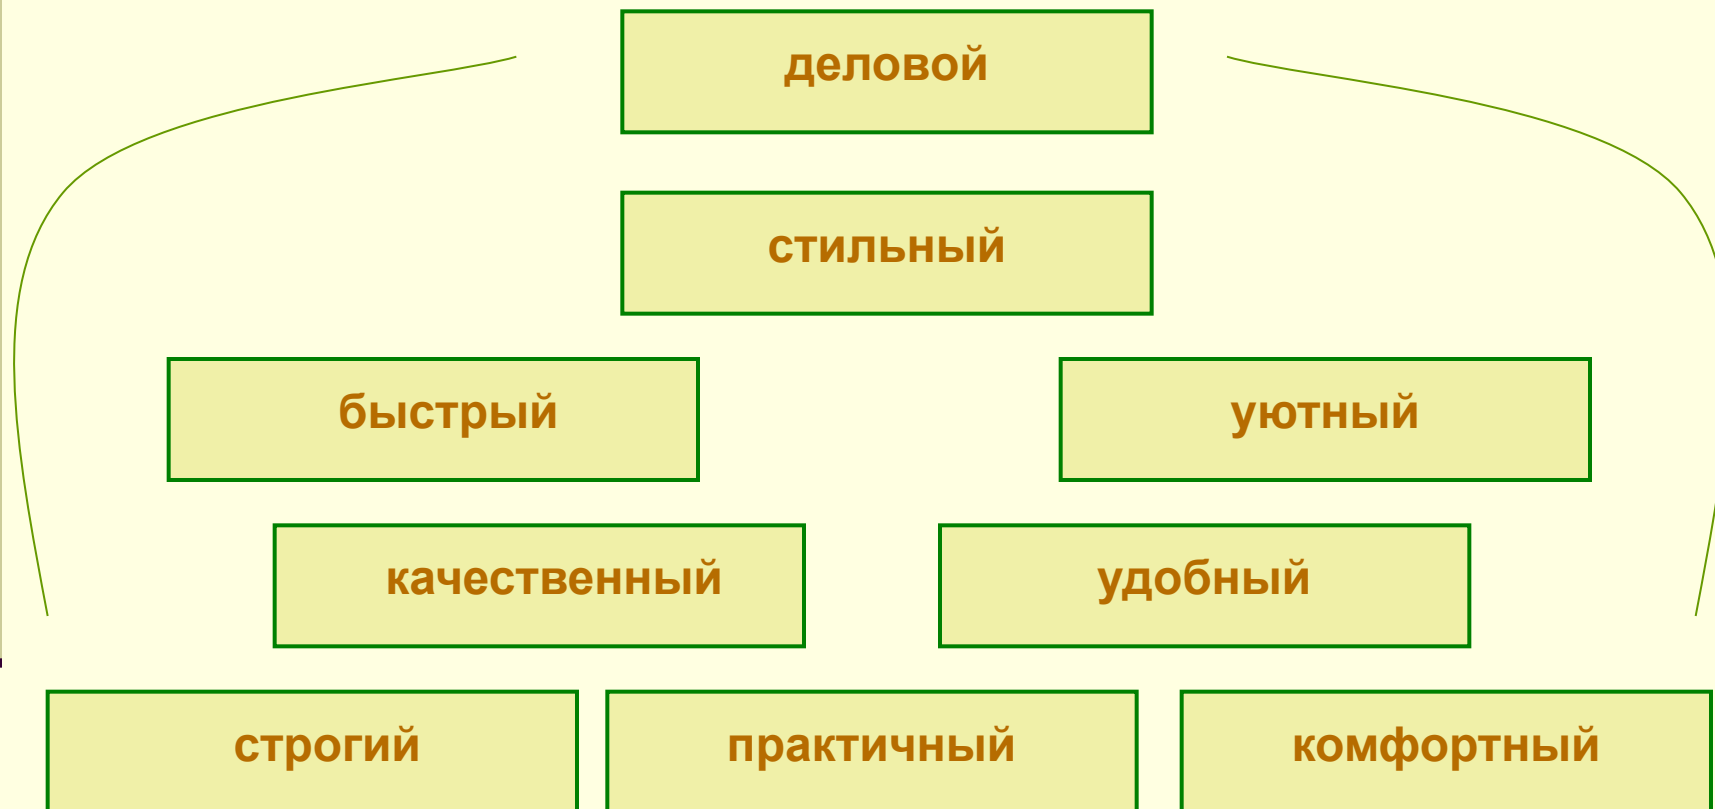 деловой
стильный
быстрый
уютный
качественный
удобный
строгий
практичный
комфортный